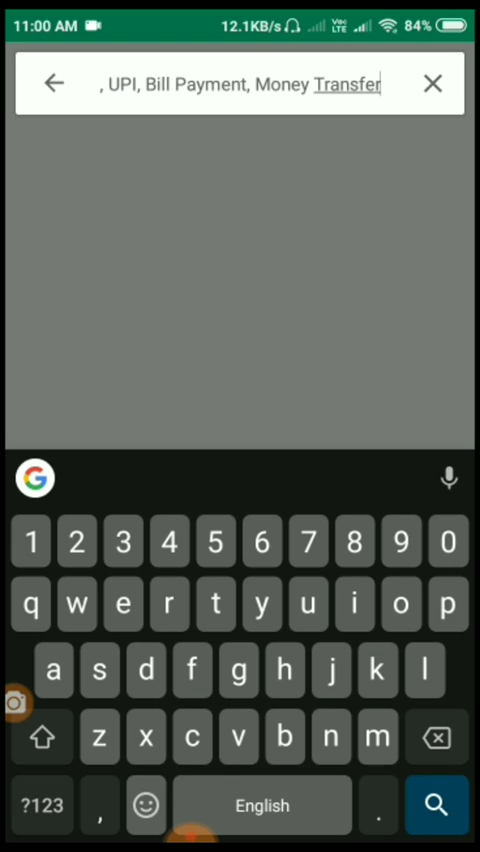 11:00 AM 12.1KB/s Vo) LTE 84%
, UPI, Bill Payment, Money Transfer
G
1 2 3 4 5 6 7 8 9 0
q w e r t y u i o p
a s d f g h j k l
z x c v b n m
?123 , English .